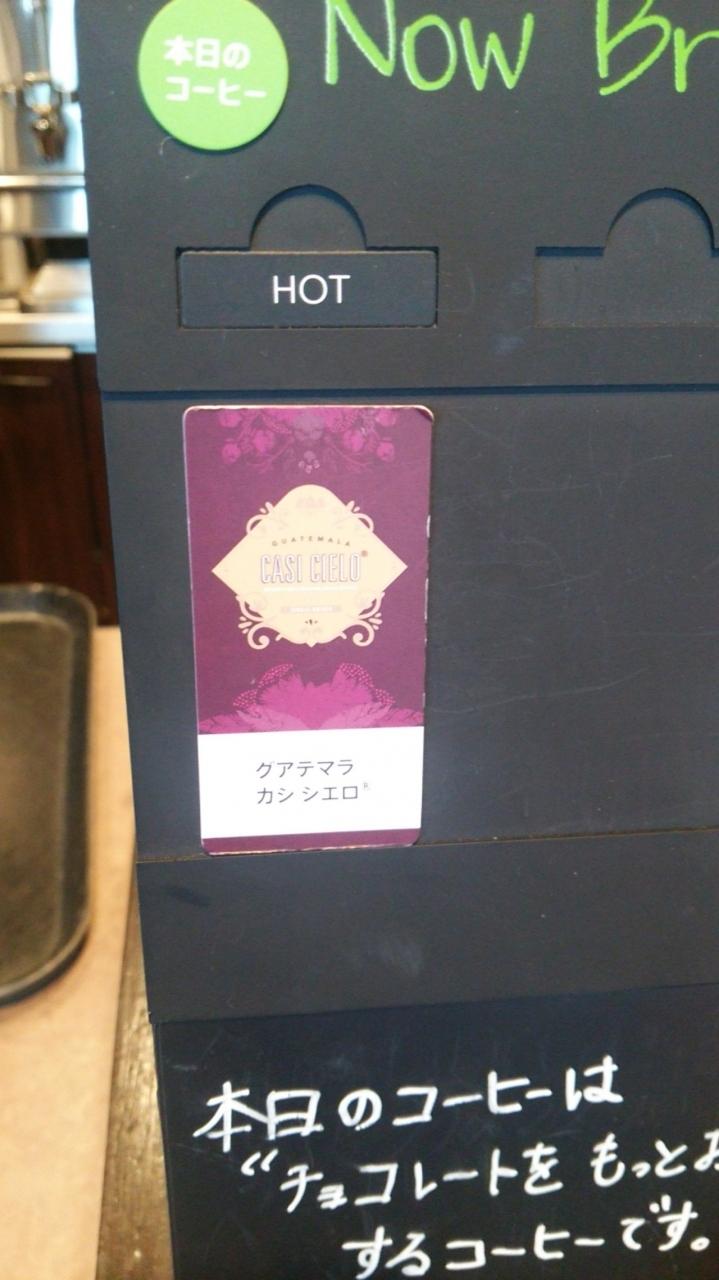 本日の
コーヒー
Now Br
HOT
GUATEMALA
CASI CIELO®
グアテマラ
カシ シエロ®
本日のコーヒーは
“チョコレートを もっとお
するコーヒーです。